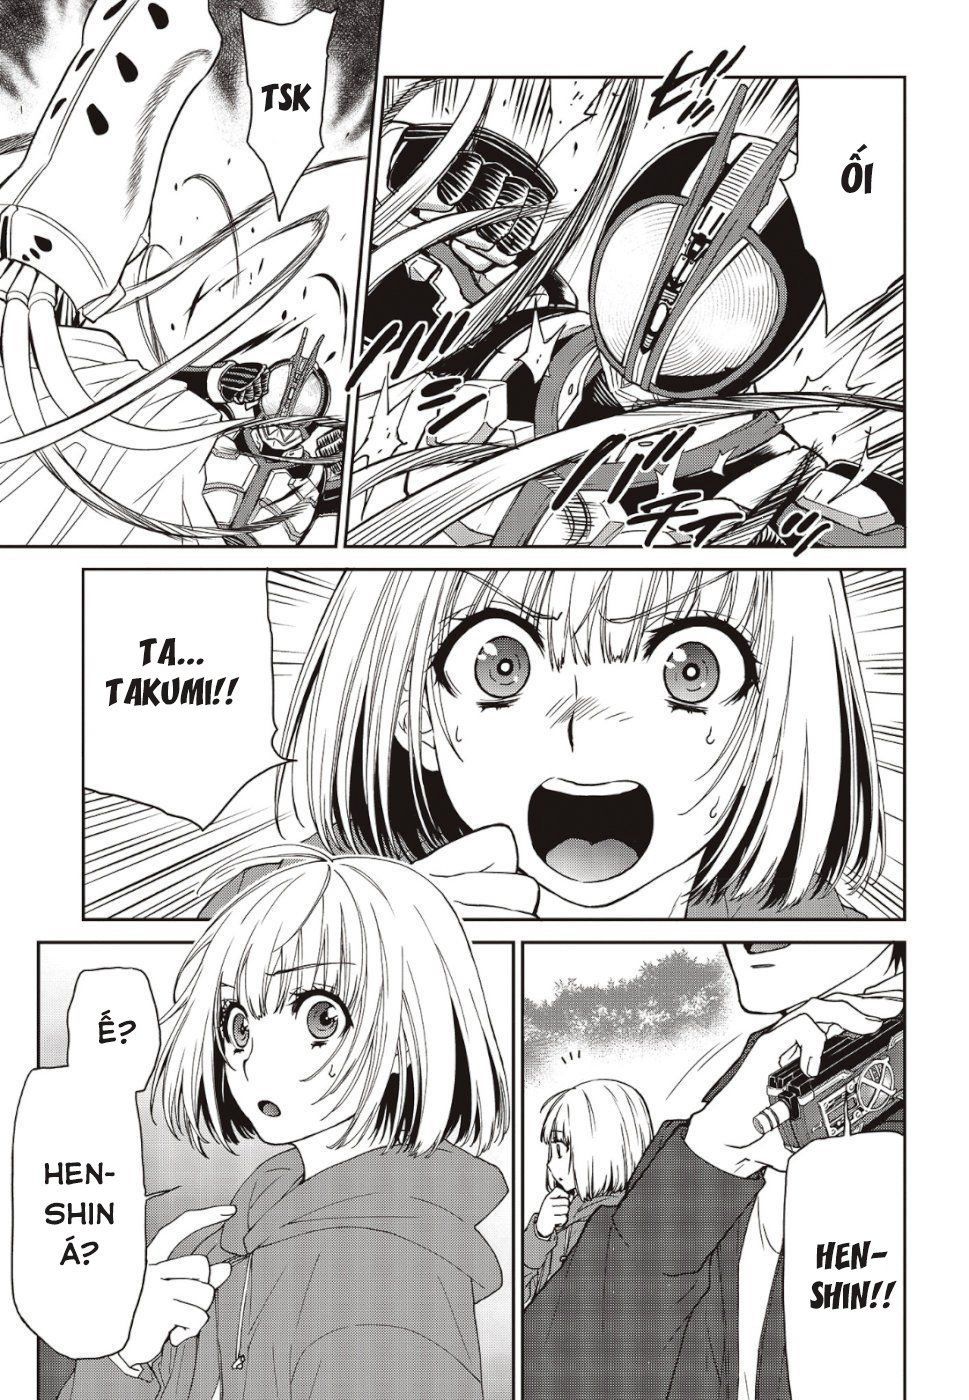 ỐI
TSK
TA...
TAKUMI!!
HEN-
SHIN!!
Ế?
HEN-
SHIN
Á?